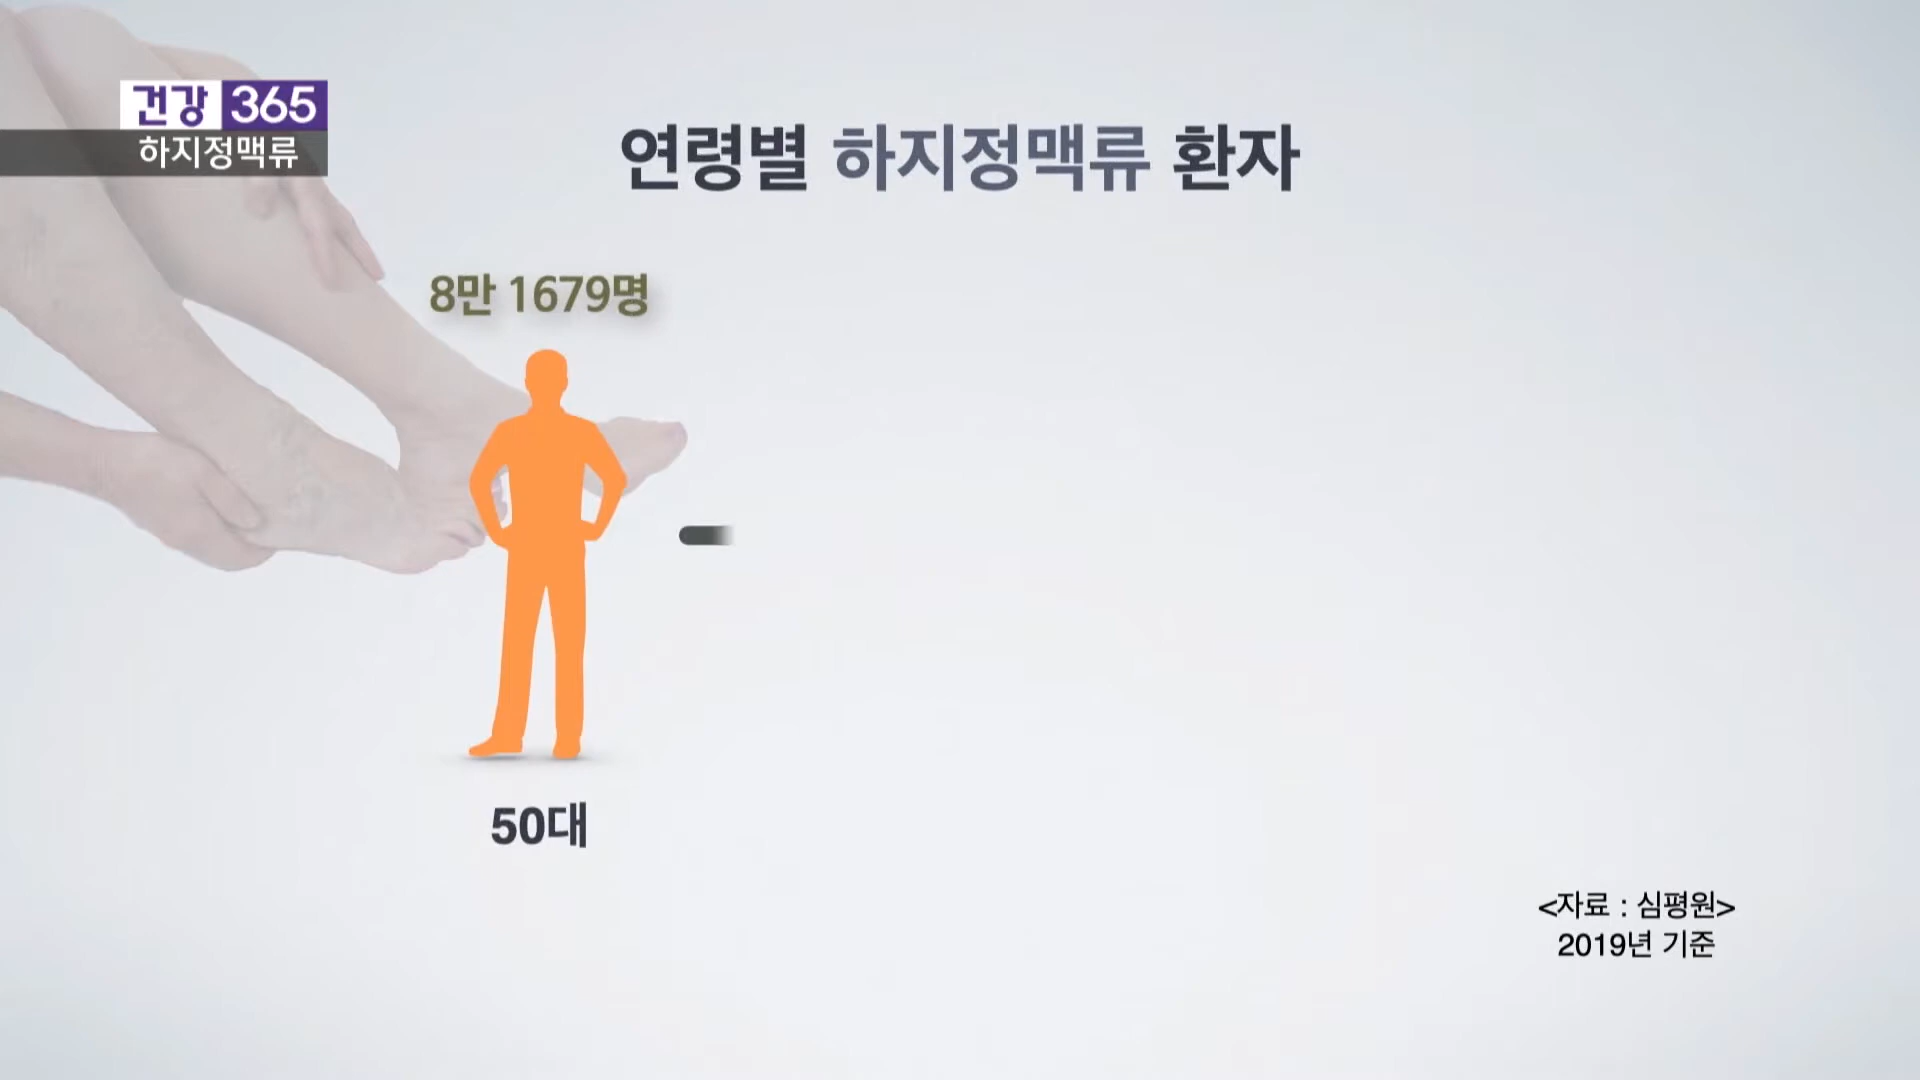 건강 365
하지정맥류
연령별 하지정맥류 환자
8만 1679명
50대
<자료 : 심평원>
2019년 기준